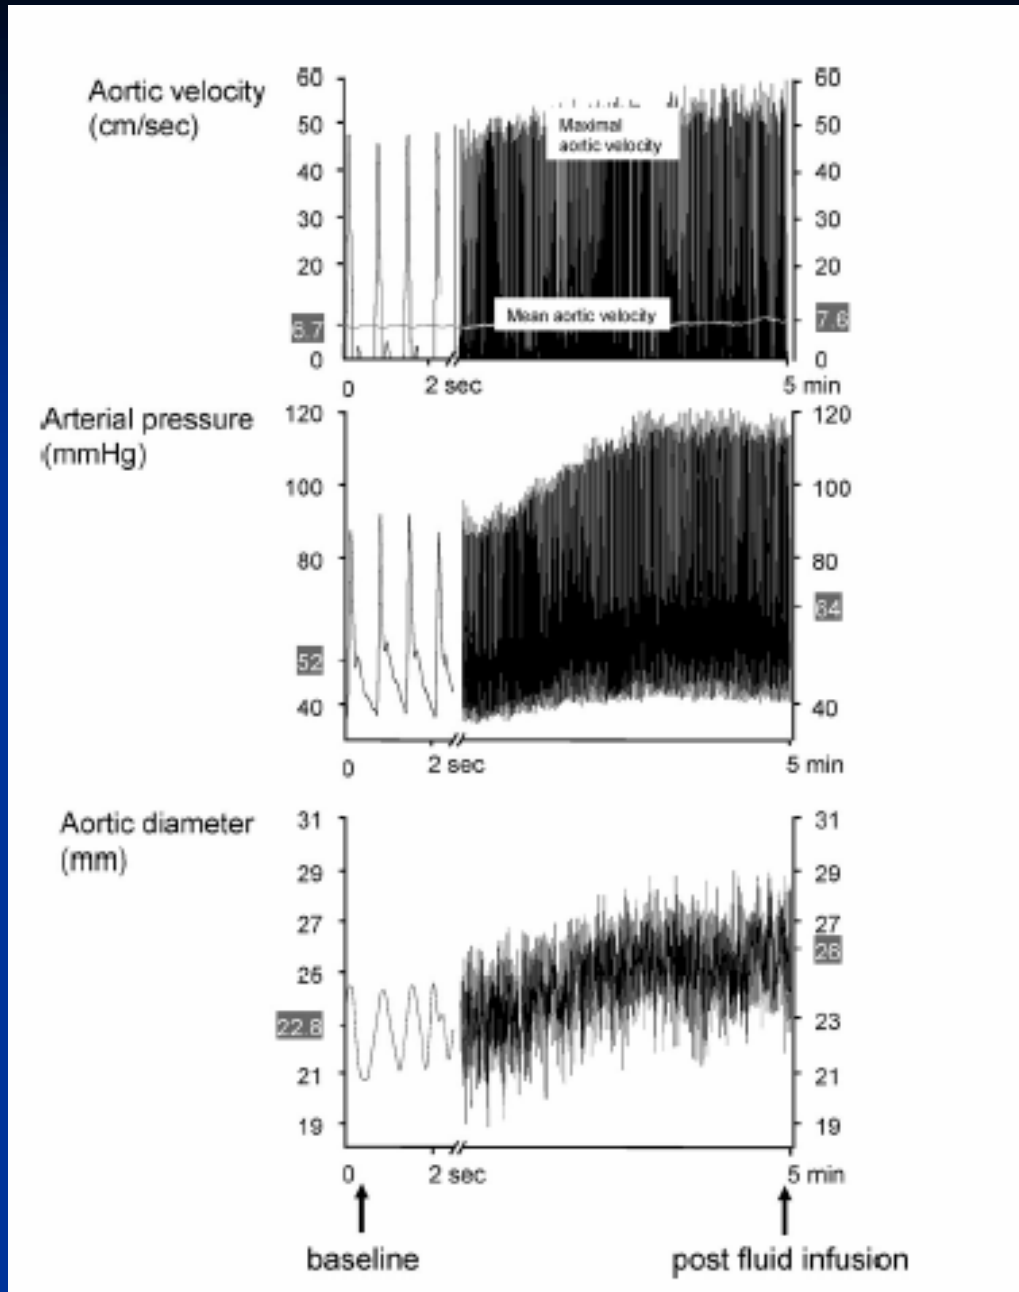 Aortic velocity
(cm/sec)
60
50
40
30
20
6.7
0
Maximal
aortic velocity
Mean aortic velocity
60
50
40
30
20
7.6
0
0
2 sec
5 min
Arterial pressure
(mmHg)
120
100
80
52
40
120
100
80
64
40
0
2 sec
5 min
Aortic diameter
(mm)
31
29
27
25
22.8
21
19
31
29
27
26
23
21
19
0
2 sec
5 min
baseline
post fluid infusion